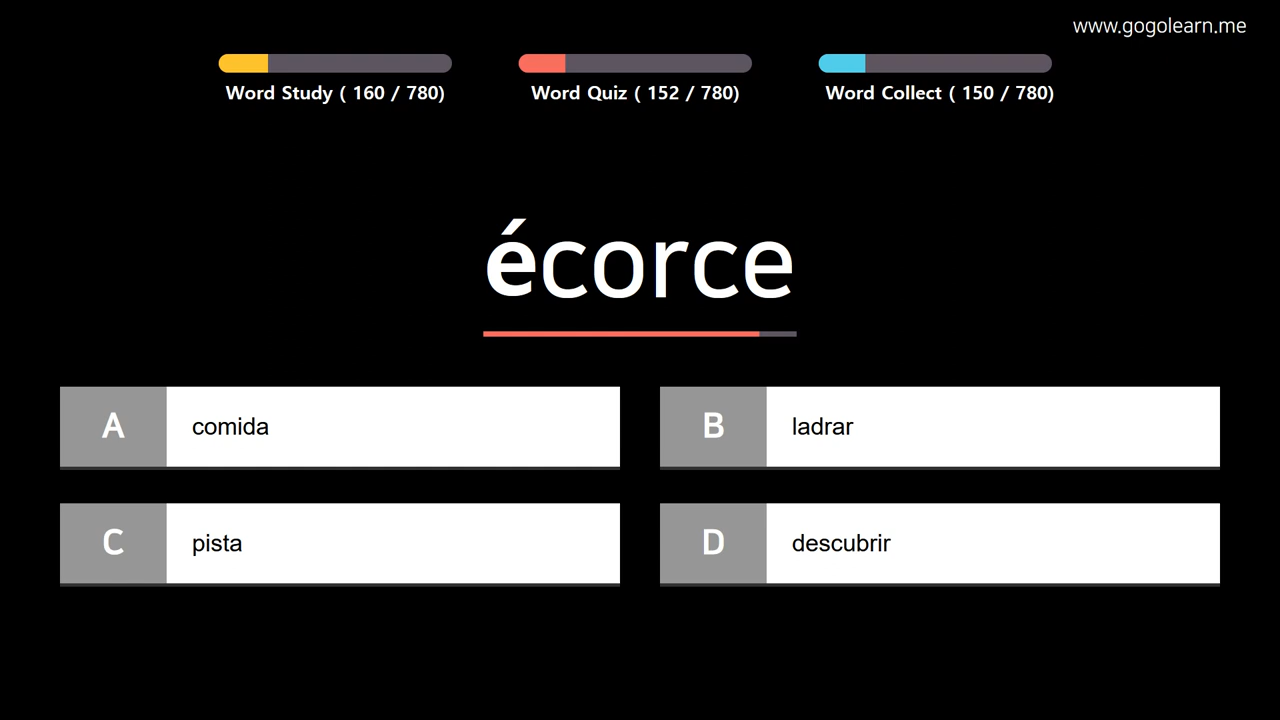 www.gogolearn.me
Word Study ( 160 / 780)
Word Quiz ( 152 / 780)
Word Collect ( 150 / 780)
écorce
A comida
B ladrar
C pista
D descubrir